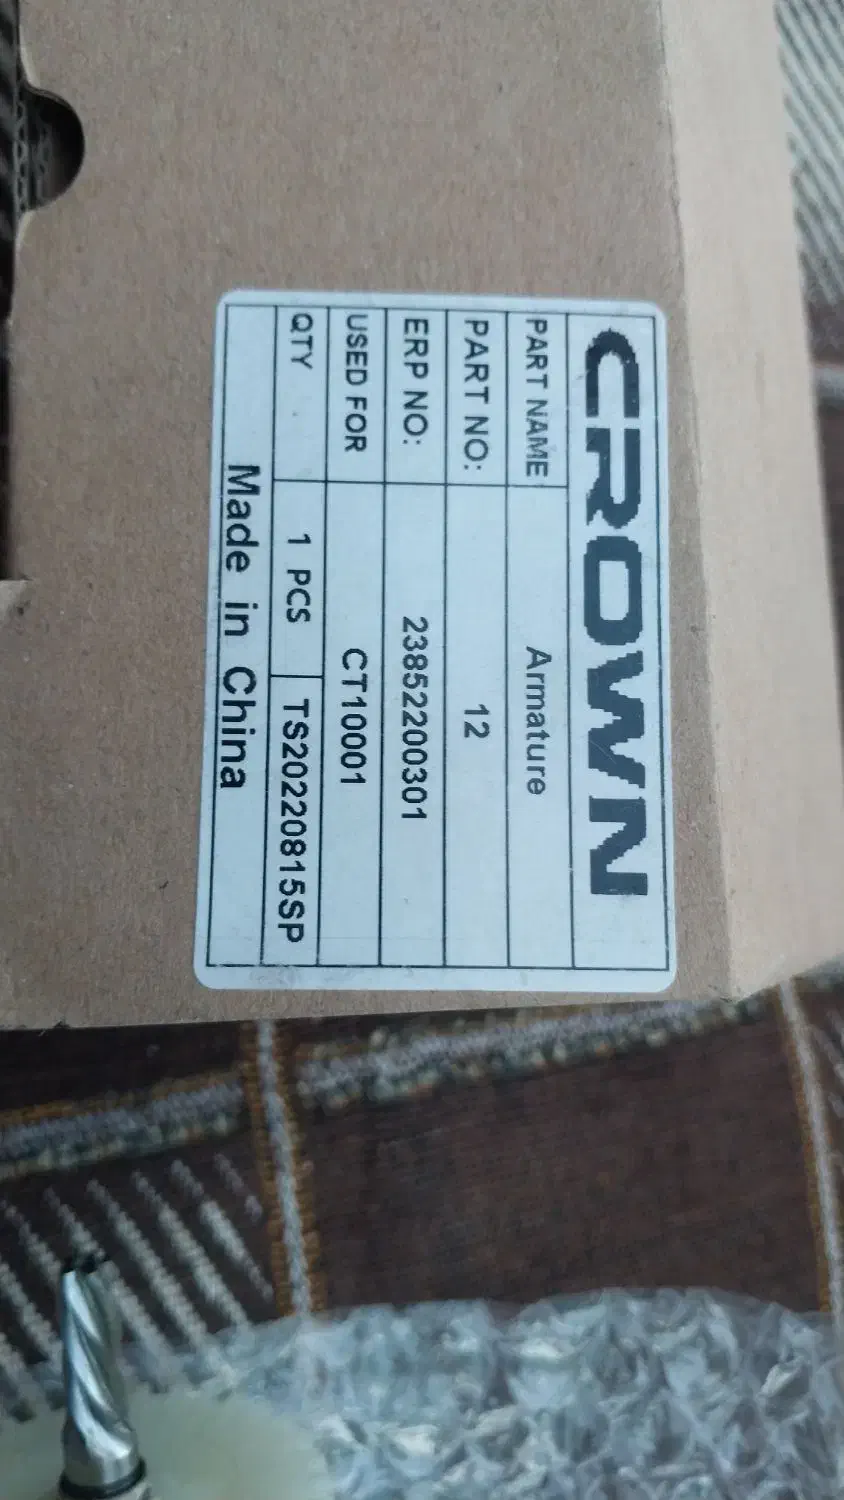 CROWN
PART NAME Armature
PART NO: 12
ERP NO: 23852200301
USED FOR CT10001
QTY 1 PCS TS20220815SP
Made in China